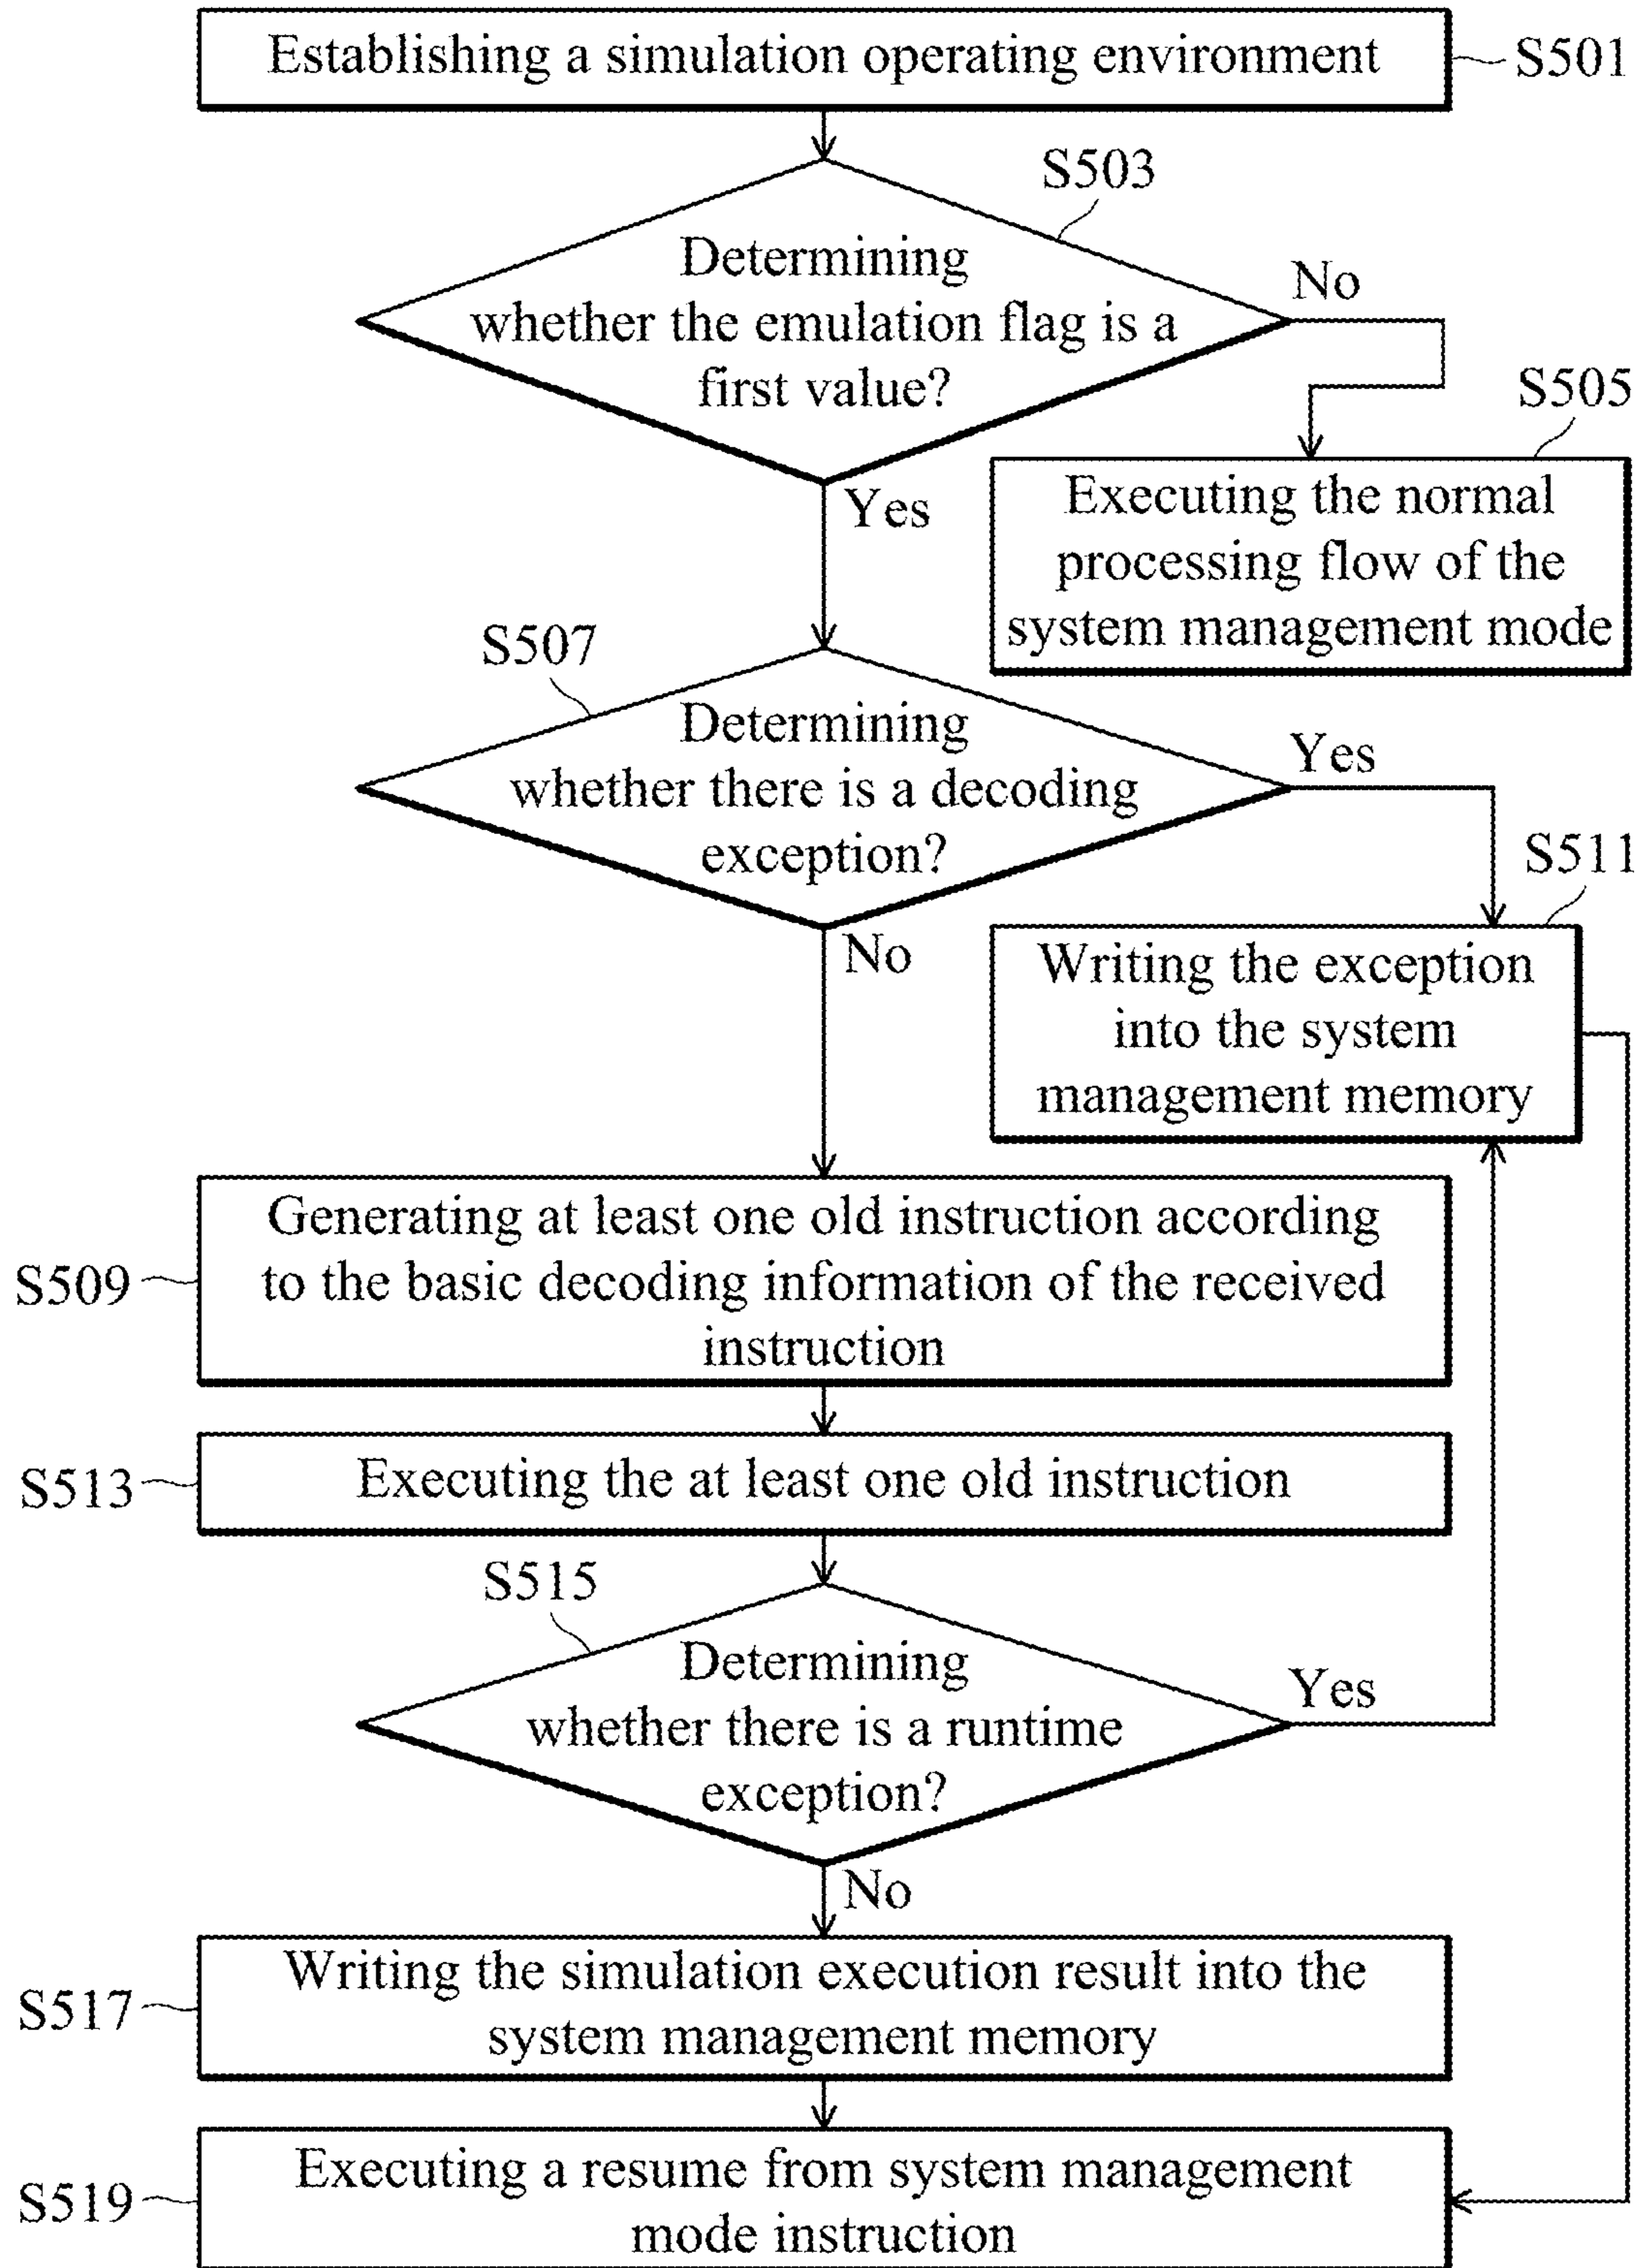 Establishing a simulation operating environment
S501
S503
Determining
whether the emulation flag is a
first value?
No
Yes
S505
Executing the normal
processing flow of the
system management mode
S507
Determining
whether there is a decoding
exception?
Yes
No
S511
Writing the exception
into the system
management memory
S509
Generating at least one old instruction according
to the basic decoding information of the received
instruction
S513
Executing the at least one old instruction
S515
Determining
whether there is a runtime
exception?
Yes
No
S517
Writing the simulation execution result into the
system management memory
S519
Executing a resume from system management
mode instruction